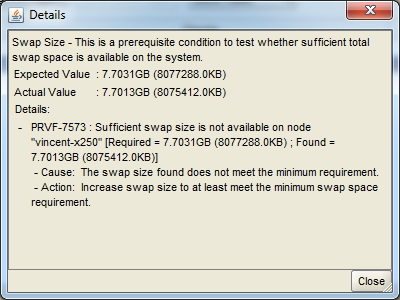 Details
Swap Size - This is a prerequisite condition to test whether sufficient total
swap space is available on the system.
Expected Value : 7.7031GB (8077288.0KB)
Actual Value : 7.7013GB (8075412.0KB)
Details:
- PRVF-7573 : Sufficient swap size is not available on node
"vincent-x250" [Required = 7.7031GB (8077288.0KB) ; Found =
7.7013GB (8075412.0KB)]
- Cause: The swap size found does not meet the minimum requirement.
- Action: Increase swap size to at least meet the minimum swap space
requirement.
Close